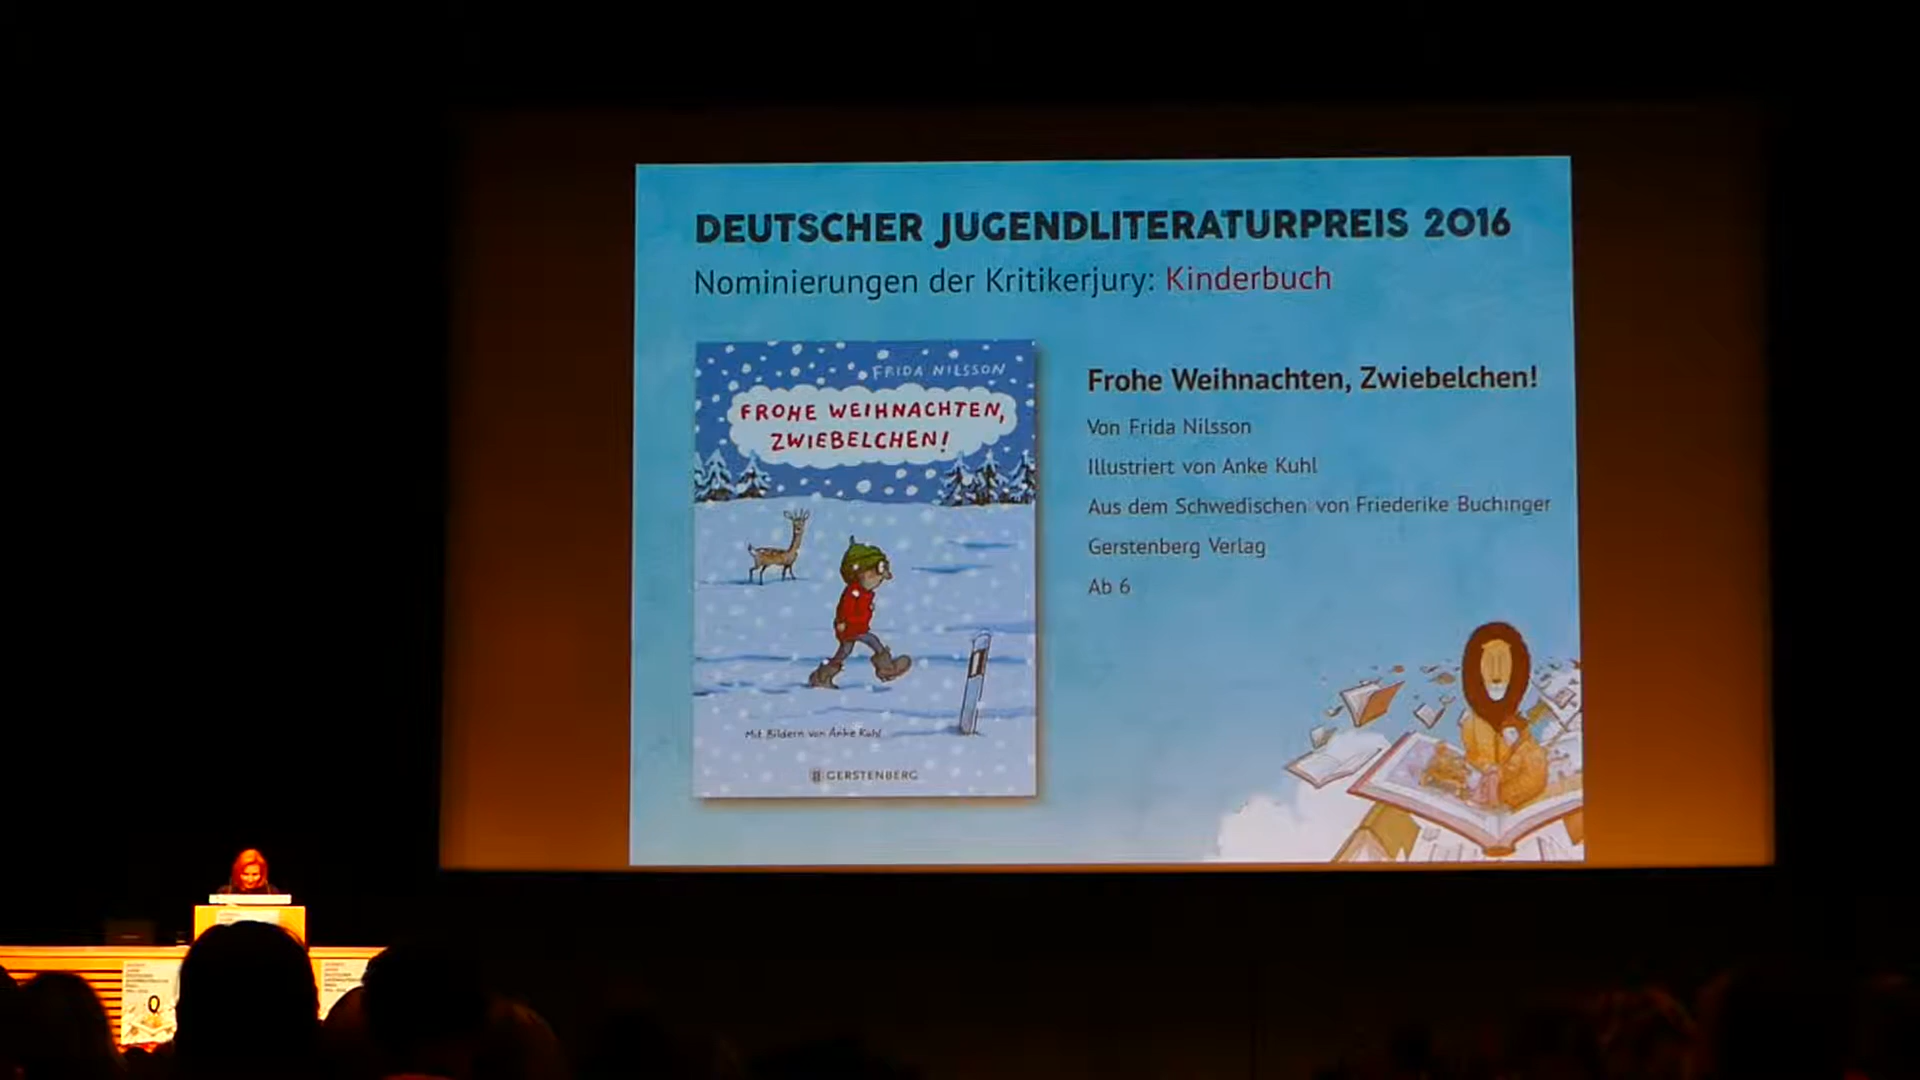 DEUTSCHER JUGENDLITERATURPREIS 2016
Nominierungen der Kritikerjury: Kinderbuch
FRIDA NILSSON
FROHE WEIHNACHTEN,
ZWIEBELCHEN!
Mit Bildern von Anke Kuhl
GERSTENBERG
Frohe Weihnachten, Zwiebelchen!
Von Frida Nilsson
Illustriert von Anke Kuhl
Aus dem Schwedischen von Friederike Buchinger
Gerstenberg Verlag
Ab 6